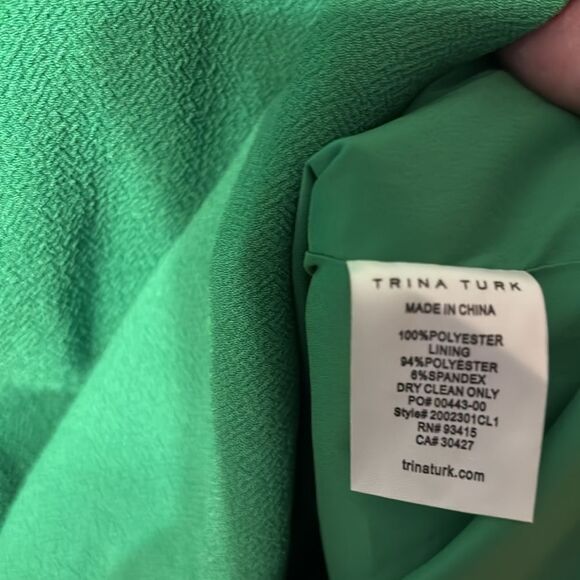 TRINA TURK
MADE IN CHINA
100%POLYESTER
LINING
94%POLYESTER
6%SPANDEX
DRY CLEAN ONLY
PO# 00443-00
Style# 2002301CL1
RN# 93415
CA# 30427
trinaturk.com